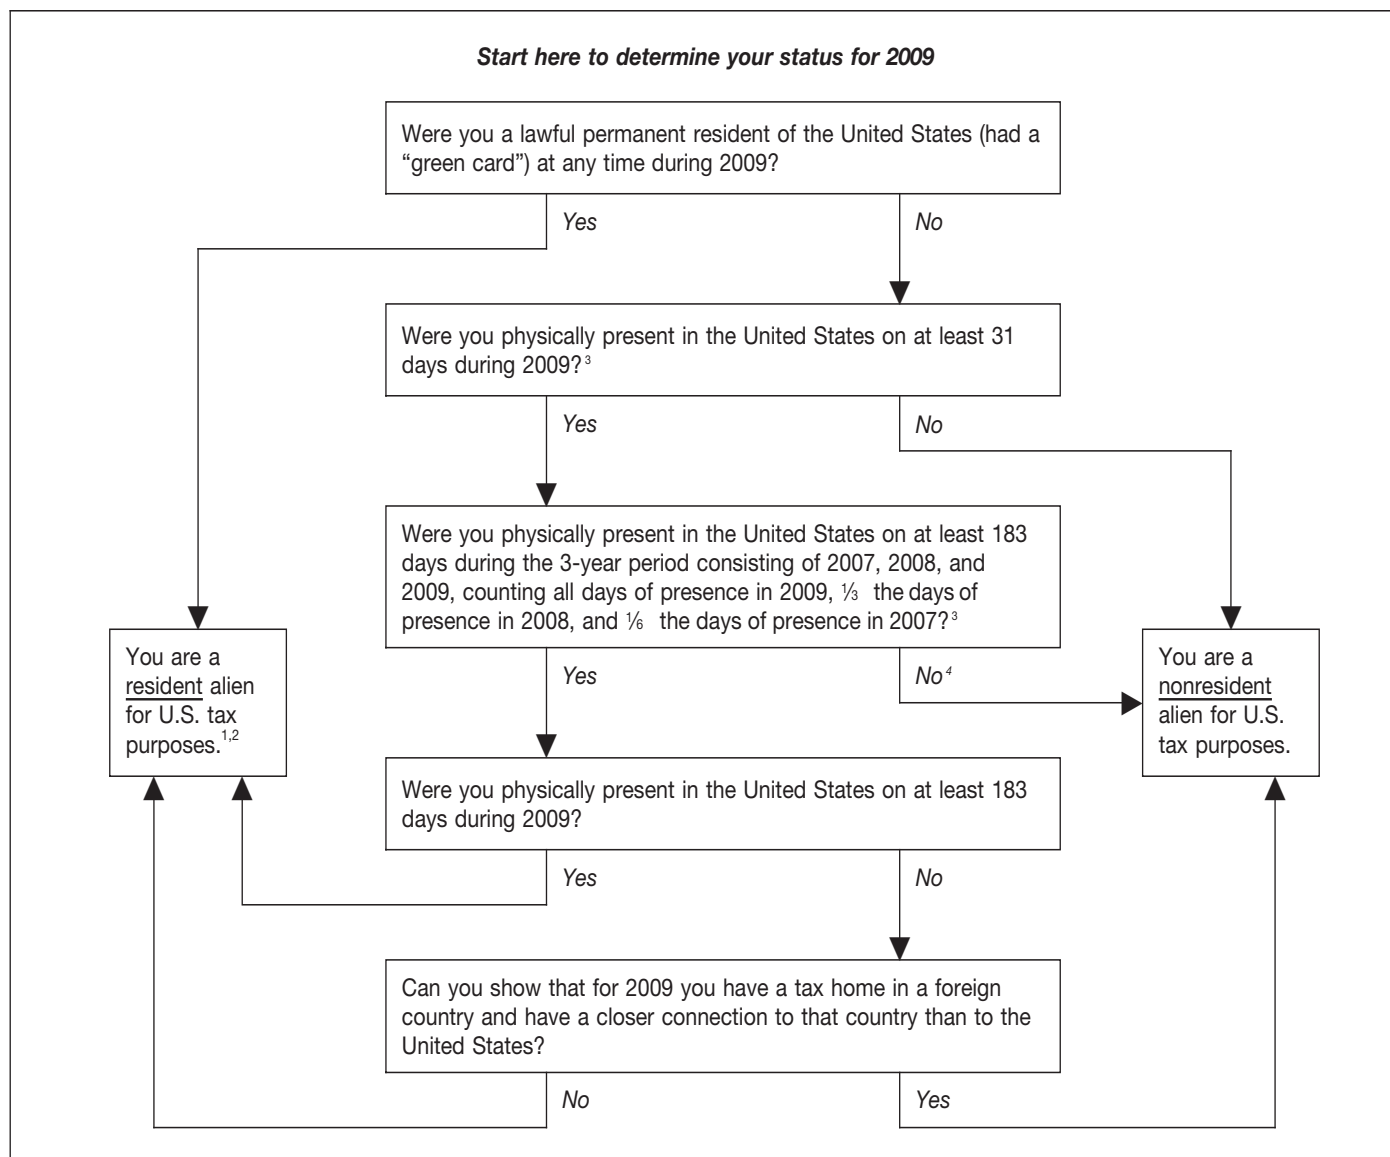 Start here to determine your status for 2009
Were you a lawful permanent resident of the United States (had a
“green card”) at any time during 2009?
Yes
No
Were you physically present in the United States on at least 31
days during 2009?³
Yes
No
Were you physically present in the United States on at least 183
days during the 3-year period consisting of 2007, 2008, and
2009, counting all days of presence in 2009, ⅓ the days of
presence in 2008, and ⅙ the days of presence in 2007?³
Yes
No⁴
You are a
resident alien
for U.S. tax
purposes.¹,²
You are a
nonresident
alien for U.S.
tax purposes.
Were you physically present in the United States on at least 183
days during 2009?
Yes
No
Can you show that for 2009 you have a tax home in a foreign
country and have a closer connection to that country than to the
United States?
No
Yes